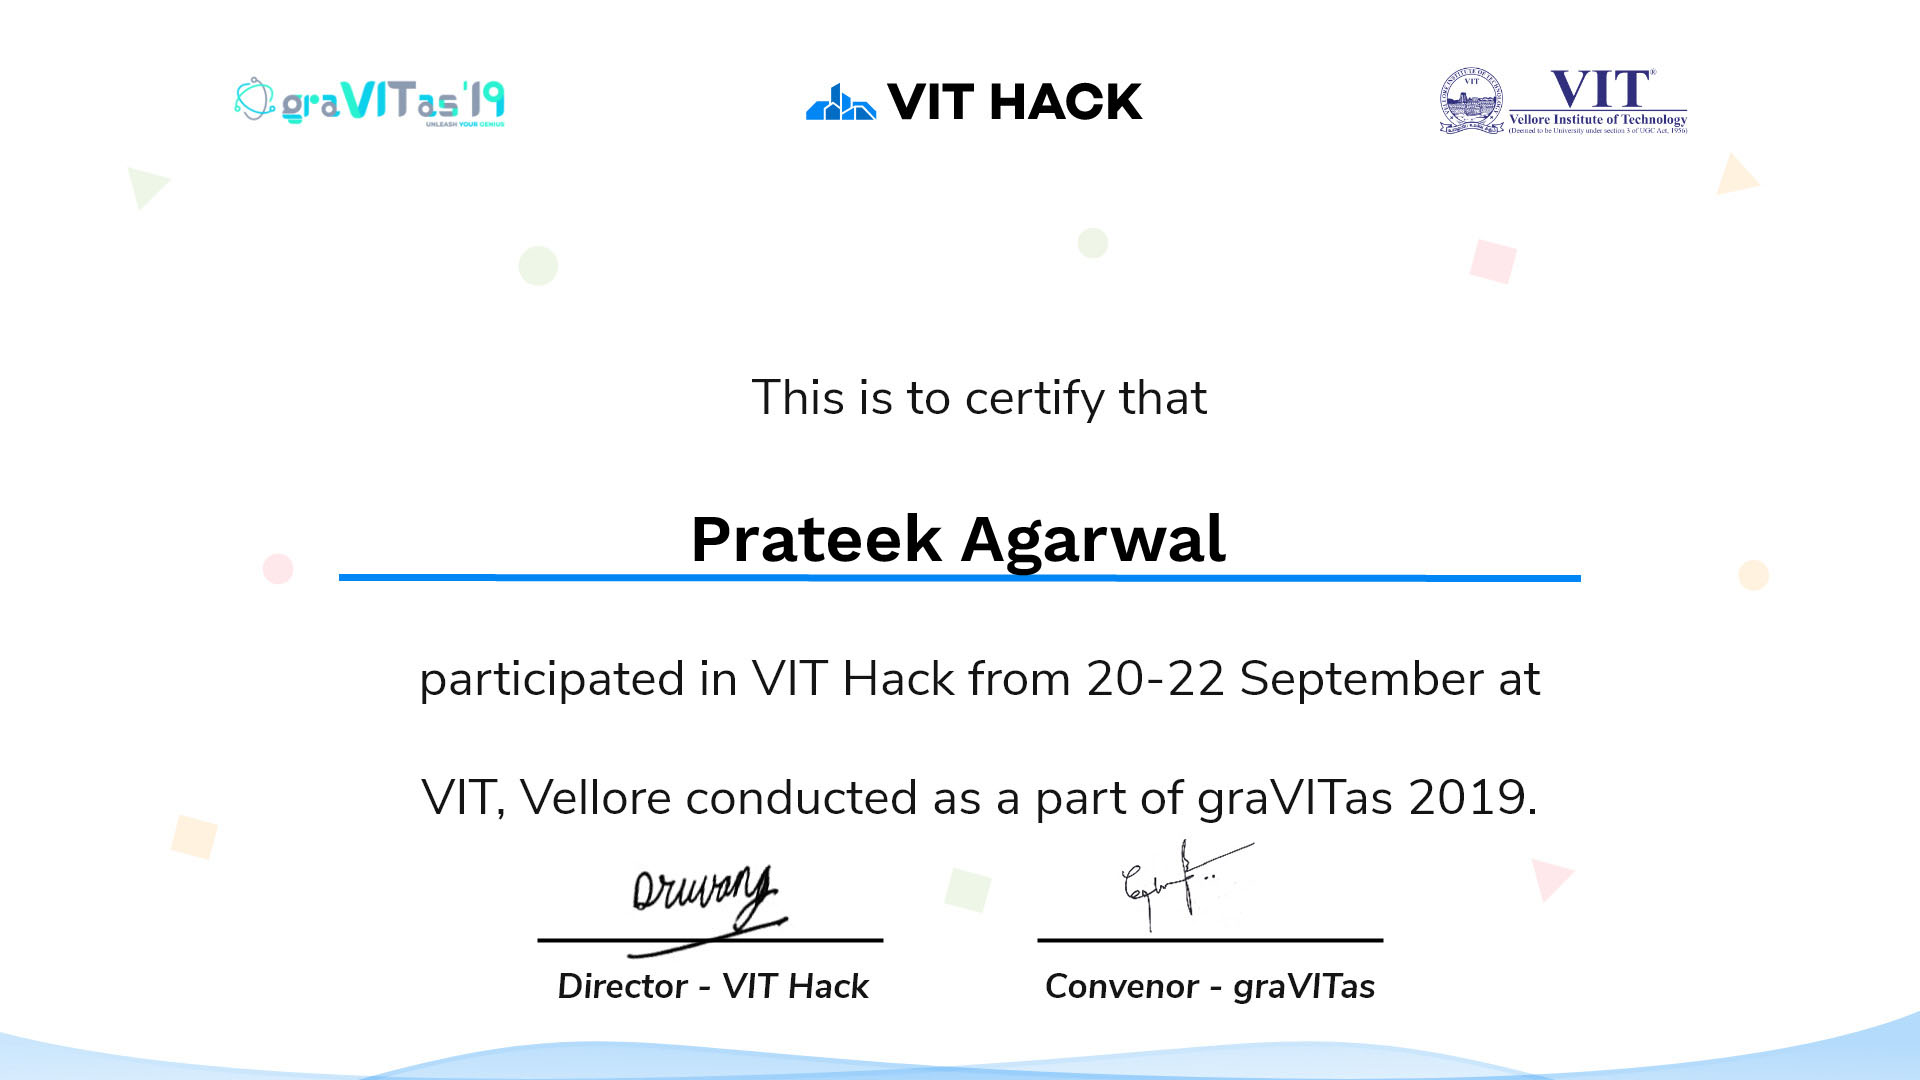 graVITas'19
UNLEASH YOUR GENIUS
VIT HACK
VIT®
Vellore Institute of Technology
(Deemed to be University under section 3 of UGC Act, 1956)
VIT
This is to certify that
Prateek Agarwal
participated in VIT Hack from 20-22 September at
VIT, Vellore conducted as a part of graVITas 2019.
Druvang
Director - VIT Hack
Convenor - graVITas